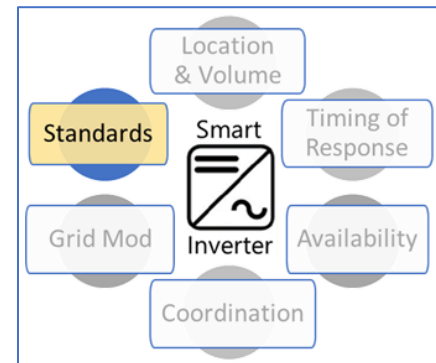 Location
& Volume
Standards
Smart
Timing of
Response
Grid Mod
Inverter
Availability
Coordination